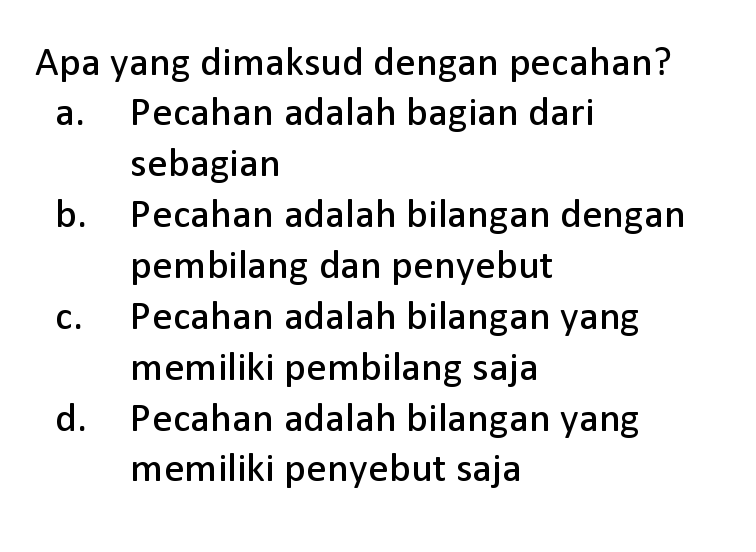 Apa yang dimaksud dengan pecahan?
a. Pecahan adalah bagian dari
sebagian
b. Pecahan adalah bilangan dengan
pembilang dan penyebut
c. Pecahan adalah bilangan yang
memiliki pembilang saja
d. Pecahan adalah bilangan yang
memiliki penyebut saja